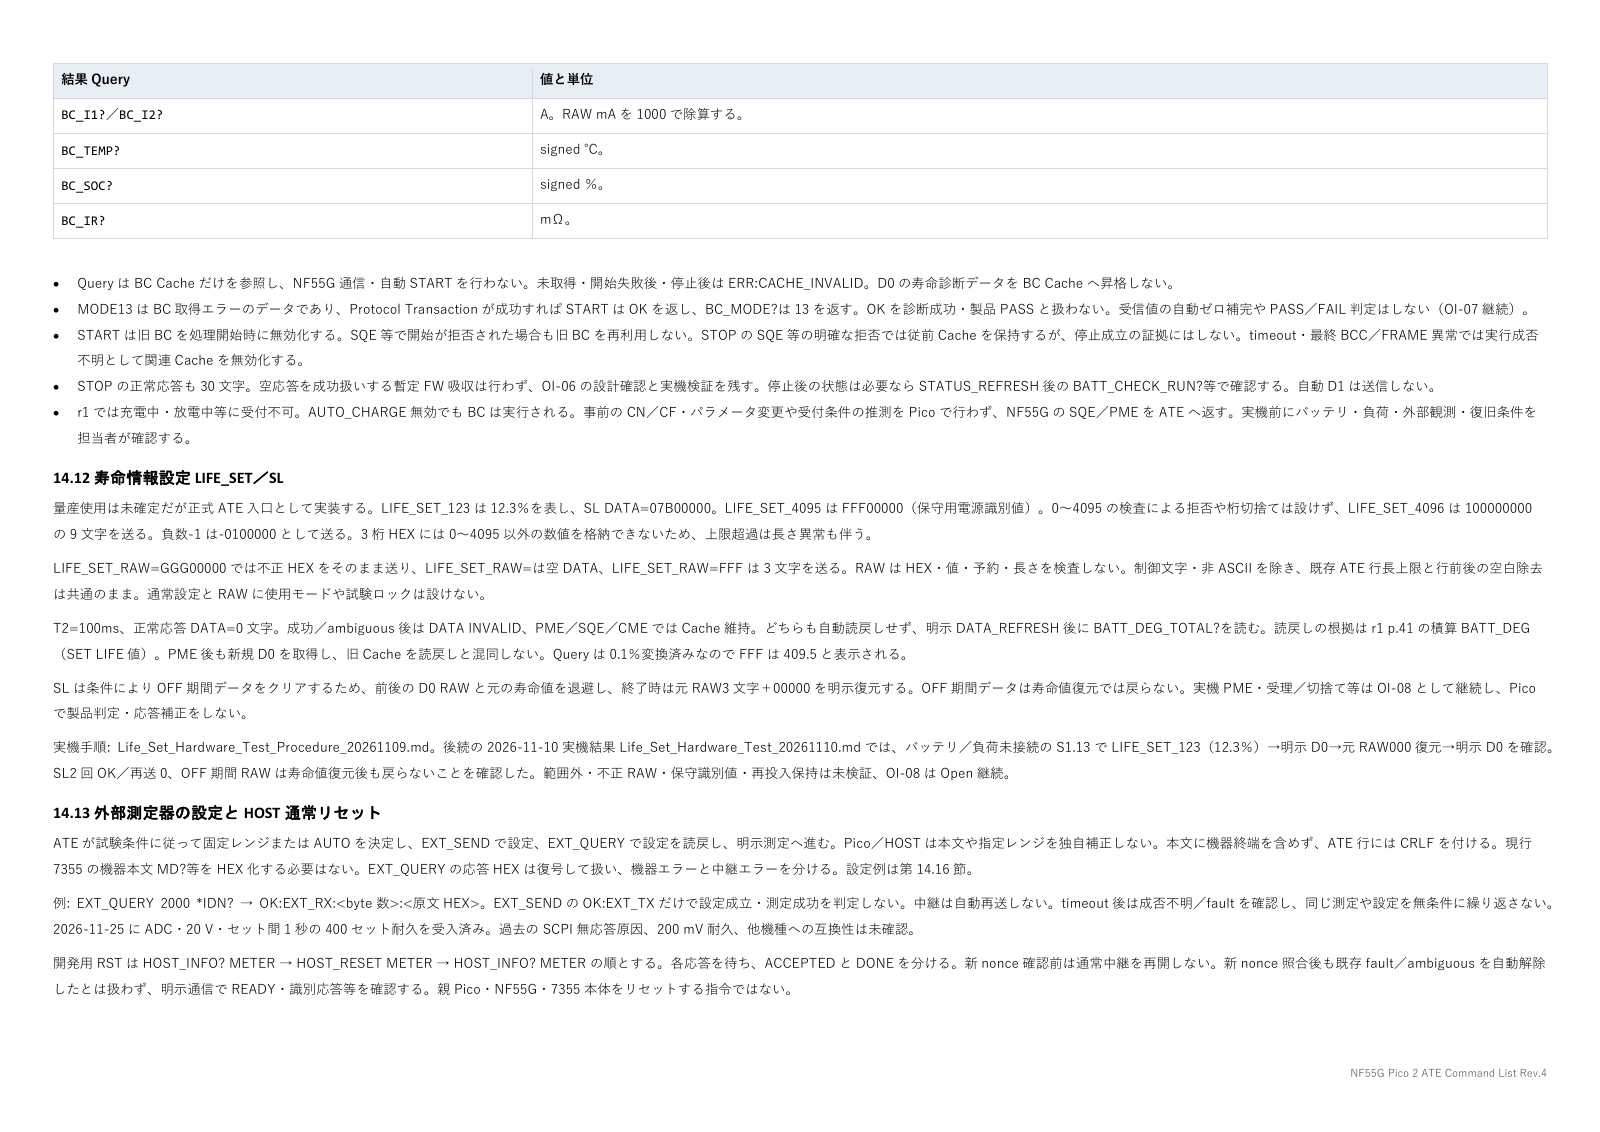 結果 Query
値と単位
BC_I1?／BC_I2?
A。RAW mA を 1000 で除算する。
BC_TEMP?
signed ℃。
BC_SOC?
signed %。
BC_IR?
mΩ。
• Query は BC Cache だけを参照し、NF55G 通信・自動 START を行わない。未取得・開始失敗後・停止後は ERR:CACHE_INVALID。D0 の寿命診断データを BC Cache へ昇格しない。
• MODE13 は BC 取得エラーのデータであり、Protocol Transaction が成功すれば START は OK を返し、BC_MODE?は 13 を返す。OK を診断成功・製品 PASS と扱わない。受信値の自動ゼロ補完や PASS／FAIL 判定はしない（OI-07 継続）。
• START は旧 BC を処理開始時に無効化する。SQE 等で開始が拒否された場合も旧 BC を再利用しない。STOP の SQE 等の明確な拒否では従前 Cache を保持するが、停止成立の証拠にはしない。timeout・最終 BCC／FRAME 異常では実行成否
不明として関連 Cache を無効化する。
• STOP の正常応答も 30 文字。空応答を成功扱いする暫定 FW 吸収は行わず、OI-06 の設計確認と実機検証を残す。停止後の状態は必要なら STATUS_REFRESH 後の BATT_CHECK_RUN?等で確認する。自動 D1 は送信しない。
• r1 では充電中・放電中等に受付不可。AUTO_CHARGE 無効でも BC は実行される。事前の CN／CF・パラメータ変更や受付条件の推測を Pico で行わず、NF55G の SQE／PME を ATE へ返す。実機前にバッテリ・負荷・外部観測・復旧条件を
担当者が確認する。
14.12 寿命情報設定 LIFE_SET／SL
量産使用は未確定だが正式 ATE 入口として実装する。LIFE_SET_123 は 12.3%を表し、SL DATA=07B00000。LIFE_SET_4095 は FFF00000（保守用電源識別値）。0～4095 の検査による拒否や桁切捨ては設けず、LIFE_SET_4096 は 100000000
の 9 文字を送る。負数-1 は-0100000 として送る。3 桁 HEX には 0～4095 以外の数値を格納できないため、上限超過は長さ異常も伴う。
LIFE_SET_RAW=GGG00000 では不正 HEX をそのまま送り、LIFE_SET_RAW=は空 DATA、LIFE_SET_RAW=FFF は 3 文字を送る。RAW は HEX・値・予約・長さを検査しない。制御文字・非 ASCII を除き、既存 ATE 行長上限と行前後の空白除去
は共通のまま。通常設定と RAW に使用モードや試験ロックは設けない。
T2=100ms、正常応答 DATA=0 文字。成功／ambiguous 後は DATA INVALID、PME／SQE／CME では Cache 維持。どちらも自動読戻しせず、明示 DATA_REFRESH 後に BATT_DEG_TOTAL?を読む。読戻しの根拠は r1 p.41 の積算 BATT_DEG
（SET LIFE 値）。PME 後も新規 D0 を取得し、旧 Cache を読戻しと混同しない。Query は 0.1%変換済みなので FFF は 409.5 と表示される。
SL は条件により OFF 期間データをクリアするため、前後の D0 RAW と元の寿命値を退避し、終了時は元 RAW3 文字＋00000 を明示復元する。OFF 期間データは寿命値復元では戻らない。実機 PME・受理／切捨て等は OI-08 として継続し、Pico
で製品判定・応答補正をしない。
実機手順: Life_Set_Hardware_Test_Procedure_20261109.md。後続の 2026-11-10 実機結果 Life_Set_Hardware_Test_20261110.md では、バッテリ／負荷未接続の S1.13 で LIFE_SET_123（12.3%）→明示 D0→元 RAW000 復元→明示 D0 を確認。
SL2 回 OK／再送 0、OFF 期間 RAW は寿命値復元後も戻らないことを確認した。範囲外・不正 RAW・保守識別値・再投入保持は未検証、OI-08 は Open 継続。
14.13 外部測定器の設定と HOST 通常リセット
ATE が試験条件に従って固定レンジまたは AUTO を決定し、EXT_SEND で設定、EXT_QUERY で設定を読戻し、明示測定へ進む。Pico／HOST は本文や指定レンジを独自補正しない。本文に機器終端を含めず、ATE 行には CRLF を付ける。現行
7355 の機器本文 MD?等を HEX 化する必要はない。EXT_QUERY の応答 HEX は復号して扱い、機器エラーと中継エラーを分ける。設定例は第 14.16 節。
例: EXT_QUERY 2000 *IDN? → OK:EXT_RX:<byte 数>:<原文 HEX>。EXT_SEND の OK:EXT_TX だけで設定成立・測定成功を判定しない。中継は自動再送しない。timeout 後は成否不明／fault を確認し、同じ測定や設定を無条件に繰り返さない。
2026-11-25 に ADC・20 V・セット間 1 秒の 400 セット耐久を受入済み。過去の SCPI 無応答原因、200 mV 耐久、他機種への互換性は未確認。
開発用 RST は HOST_INFO? METER → HOST_RESET METER → HOST_INFO? METER の順とする。各応答を待ち、ACCEPTED と DONE を分ける。新 nonce 確認前は通常中継を再開しない。新 nonce 照合後も既存 fault／ambiguous を自動解除
したとは扱わず、明示通信で READY・識別応答等を確認する。親 Pico・NF55G・7355 本体をリセットする指令ではない。
NF55G Pico 2 ATE Command List Rev.4